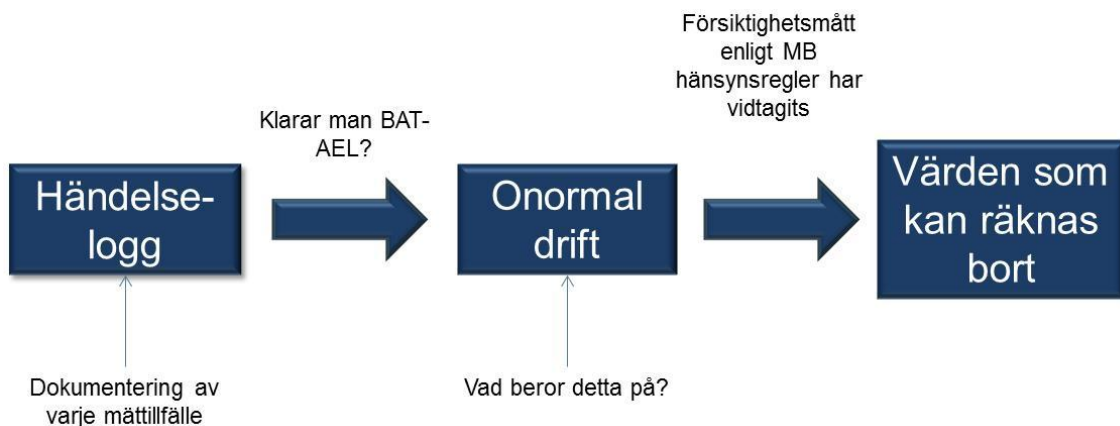 Försiktighetsmått
enligt MB
hänsynsregler har
vidtagits
Klarar man BAT-
AEL?
Händelse-
logg
Onormal
drift
Värden som
kan räknas
bort
Dokumentering av
varje mättillfälle
Vad beror detta på?